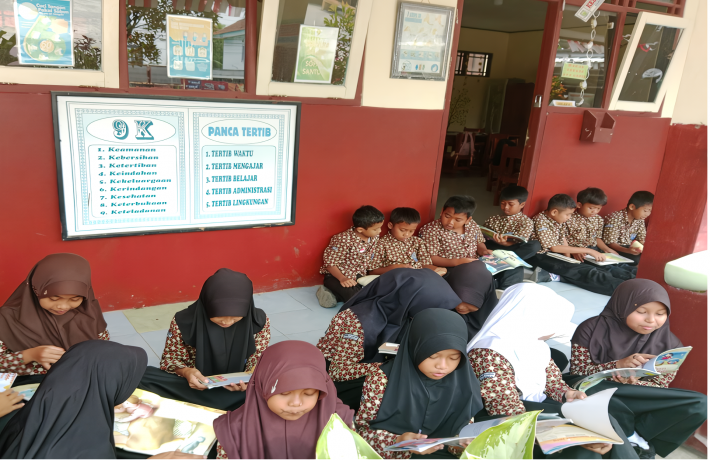 9 K
1. Keamanan
2. Kebersihan
3. Ketertiban
4. Keindahan
5. Kekeluargaan
6. Kerindangan
7. Kesehatan
8. Keterbukaan
9. Keteladanan
PANCA TERTIB
1. TERTIB WAKTU
2. TERTIB MENGAJAR
3. TERTIB BELAJAR
4. TERTIB ADMINISTRASI
5. TERTIB LINGKUNGAN